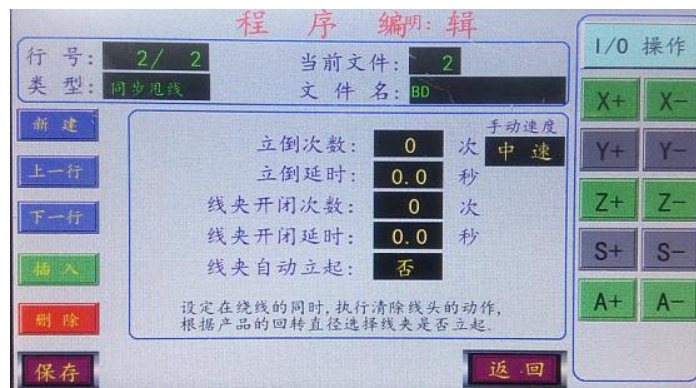 程 序 编明: 辑
行 号: 2/ 2
当前文件: 2
类 型: 同步甩线
文 件 名: BD
I/O 操作
新 建
上一行
下一行
插 入
删 除
保存
手动速度
中 速
立倒次数: 0 次
立倒延时: 0.0 秒
线夹开闭次数: 0 次
线夹开闭延时: 0.0 秒
线夹自动立起: 否
设定在绕线的同时,执行清除线头的动作,
根据产品的回转直径选择线夹是否立起.
返 回
X+ X-
Y+ Y-
Z+ Z-
S+ S-
A+ A-